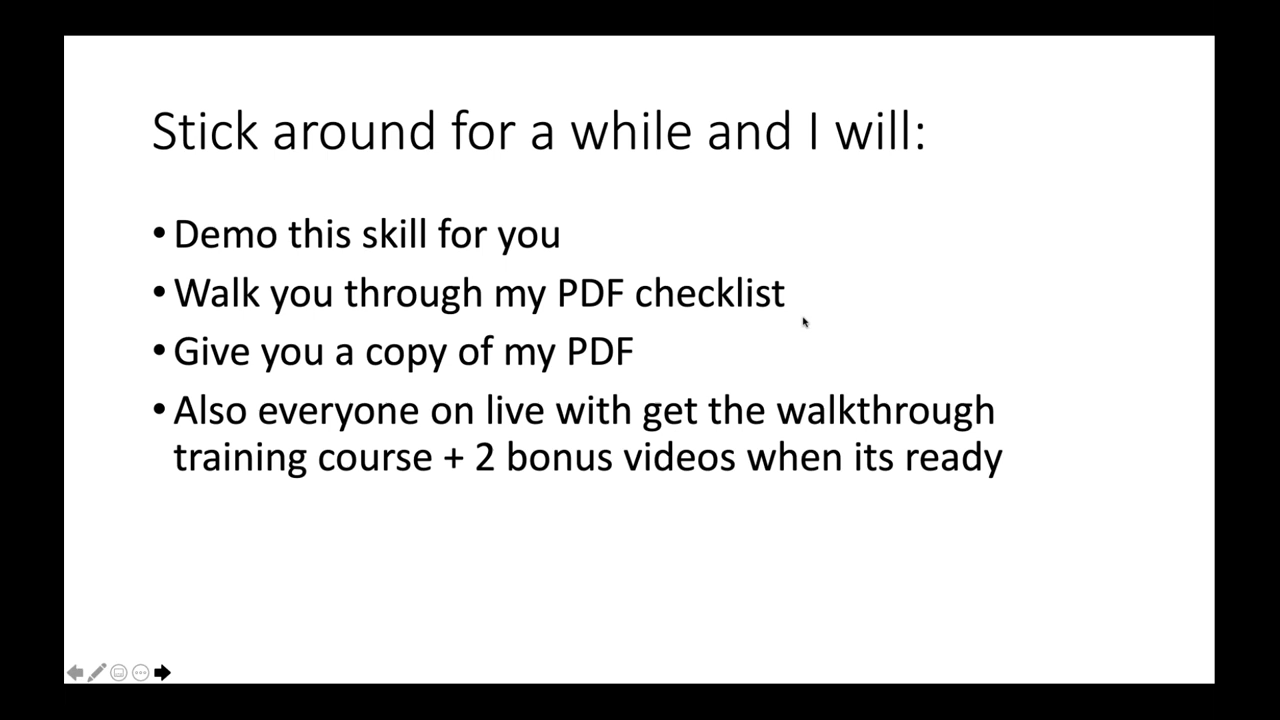 Stick around for a while and I will:
• Demo this skill for you
• Walk you through my PDF checklist
• Give you a copy of my PDF
• Also everyone on live with get the walkthrough
training course + 2 bonus videos when its ready